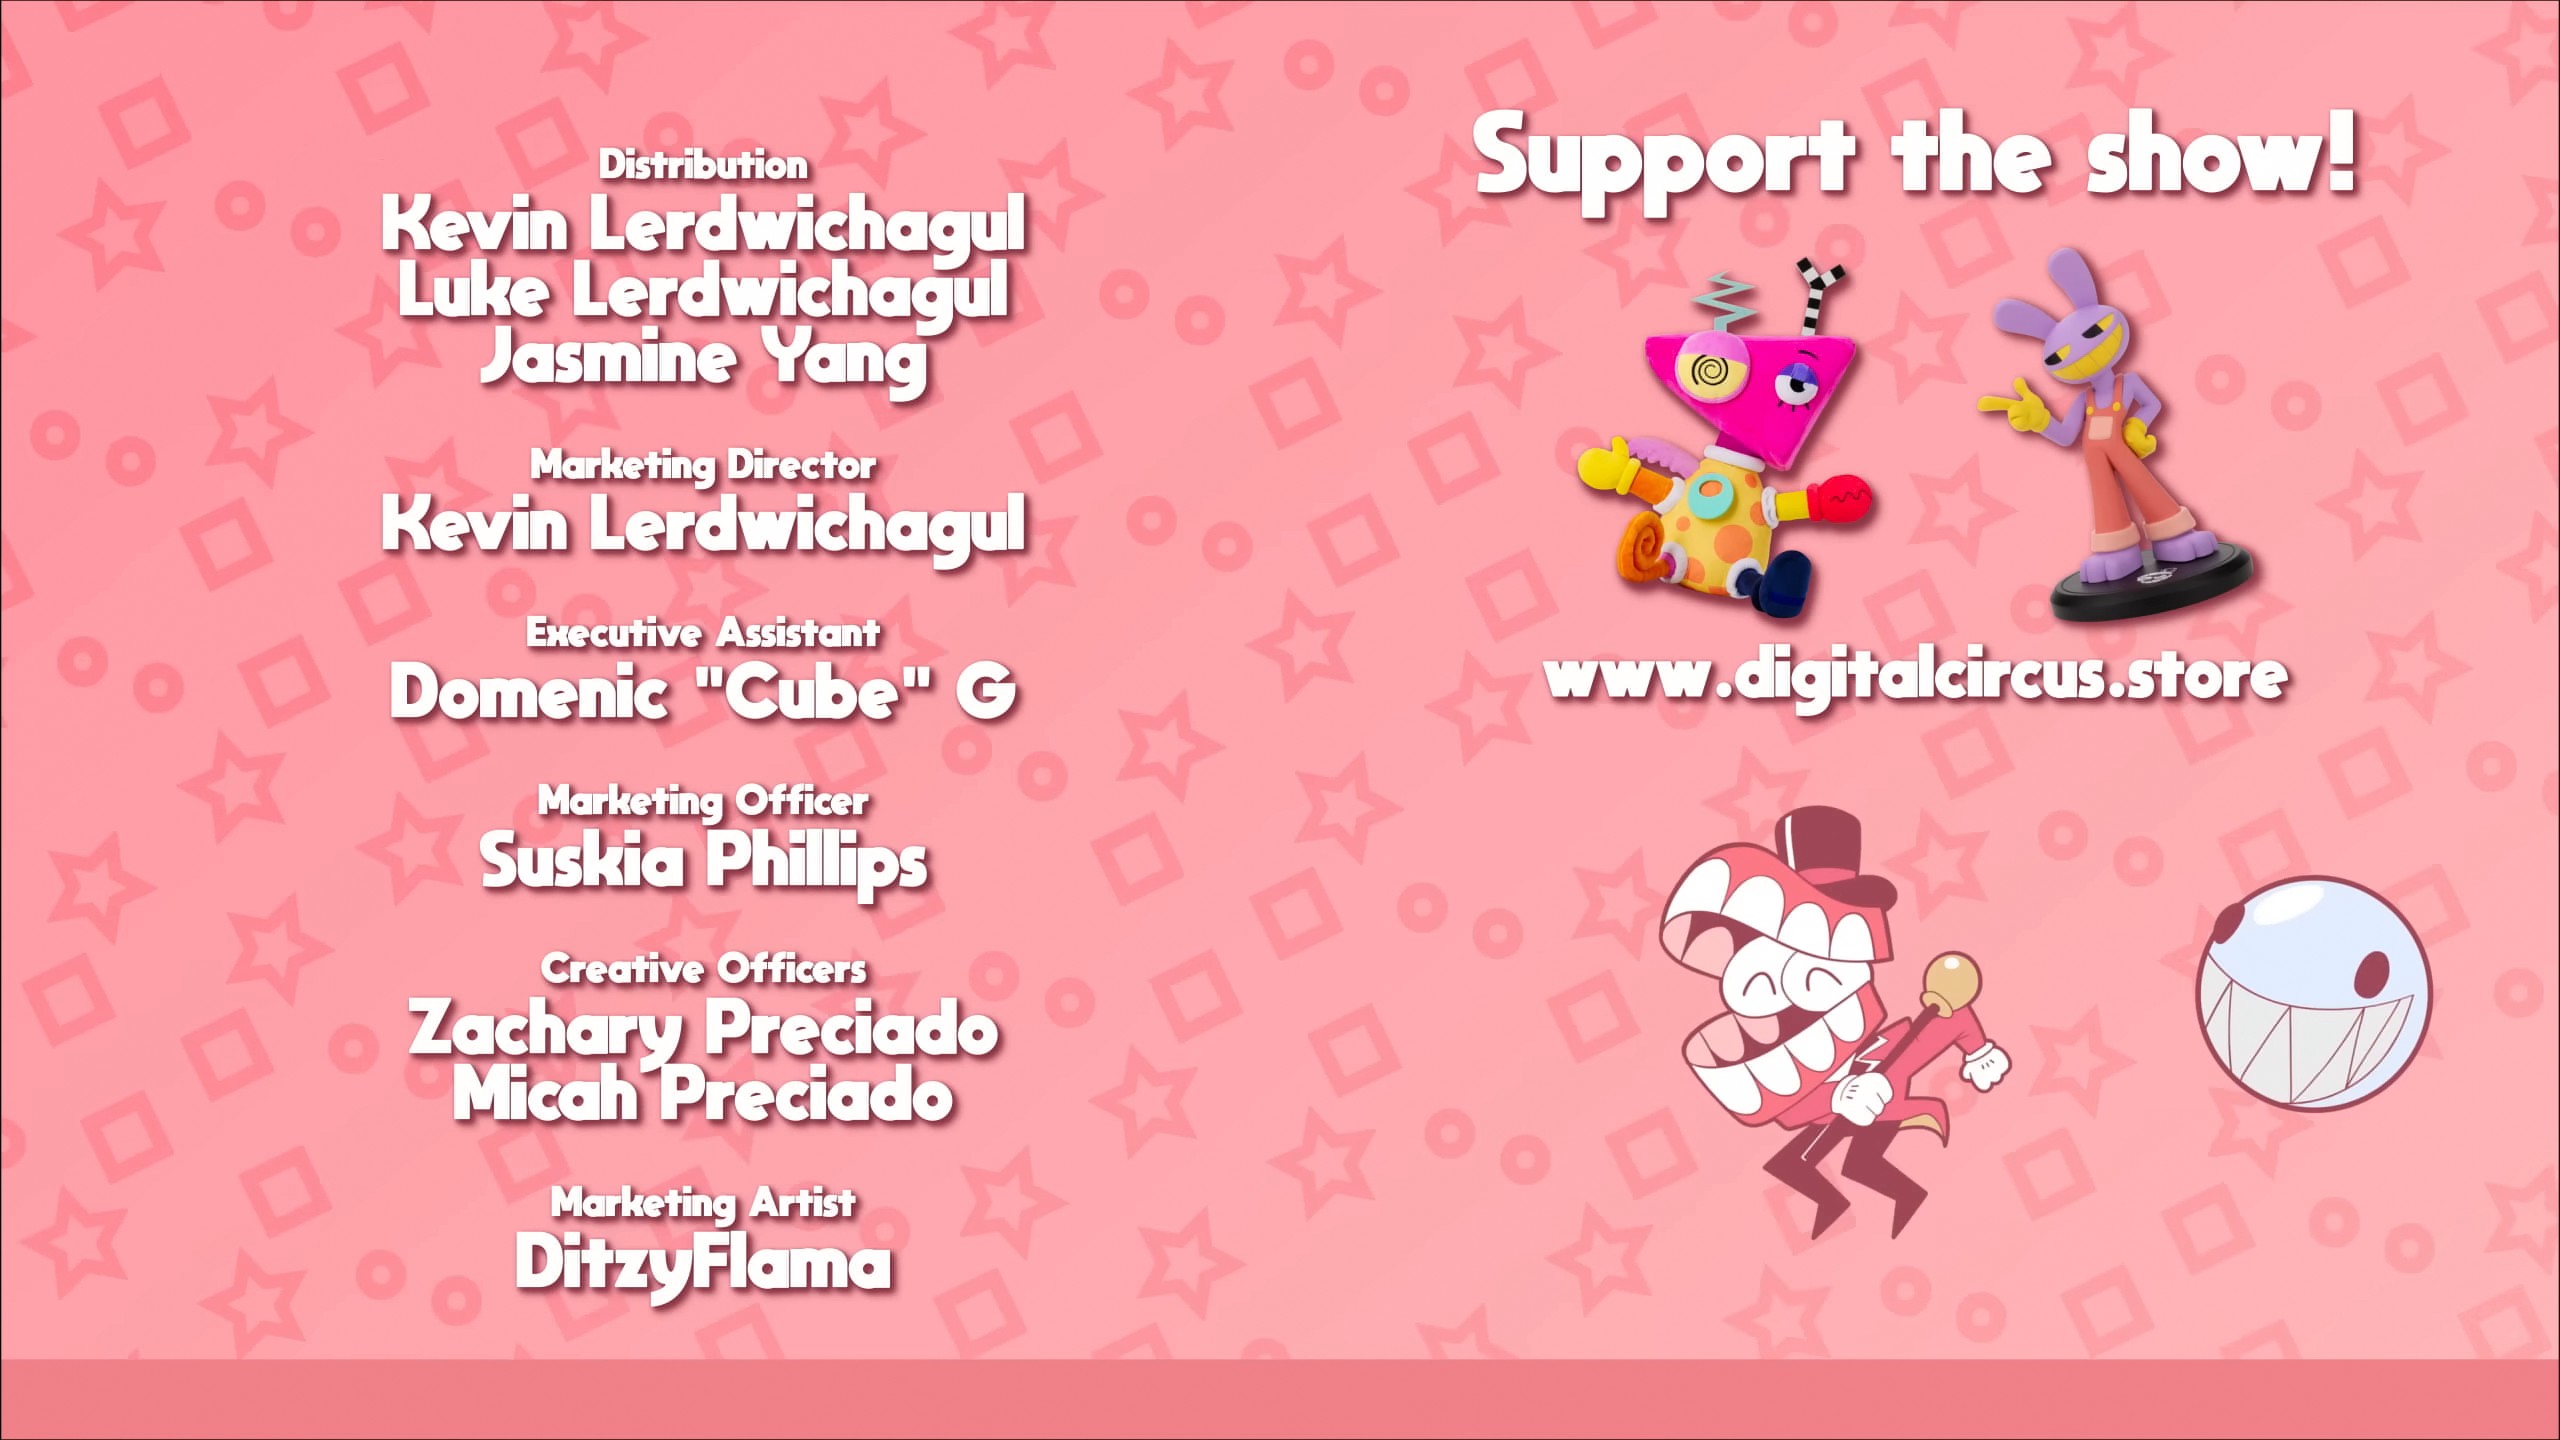 Distribution
Kevin Lerdwichagul
Luke Lerdwichagul
Jasmine Yang
Marketing Director
Kevin Lerdwichagul
Executive Assistant
Domenic "Cube" G
Marketing Officer
Suskia Phillips
Creative Officers
Zachary Preciado
Micah Preciado
Marketing Artist
DitzyFlama
Support the show!
www.digitalcircus.store